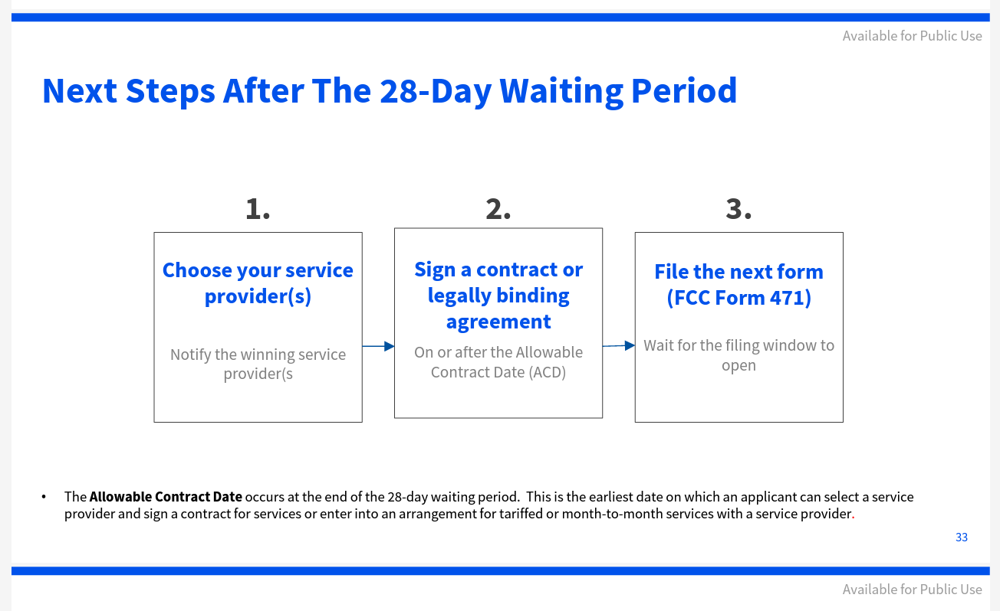 Available for Public Use
Next Steps After The 28-Day Waiting Period
1.
Choose your service
provider(s)
Notify the winning service
provider(s
2.
Sign a contract or
legally binding
agreement
On or after the Allowable
Contract Date (ACD)
3.
File the next form
(FCC Form 471)
Wait for the filing window to
open
• The Allowable Contract Date occurs at the end of the 28-day waiting period.  This is the earliest date on which an applicant can select a service
provider and sign a contract for services or enter into an arrangement for tariffed or month-to-month services with a service provider.
33
Available for Public Use